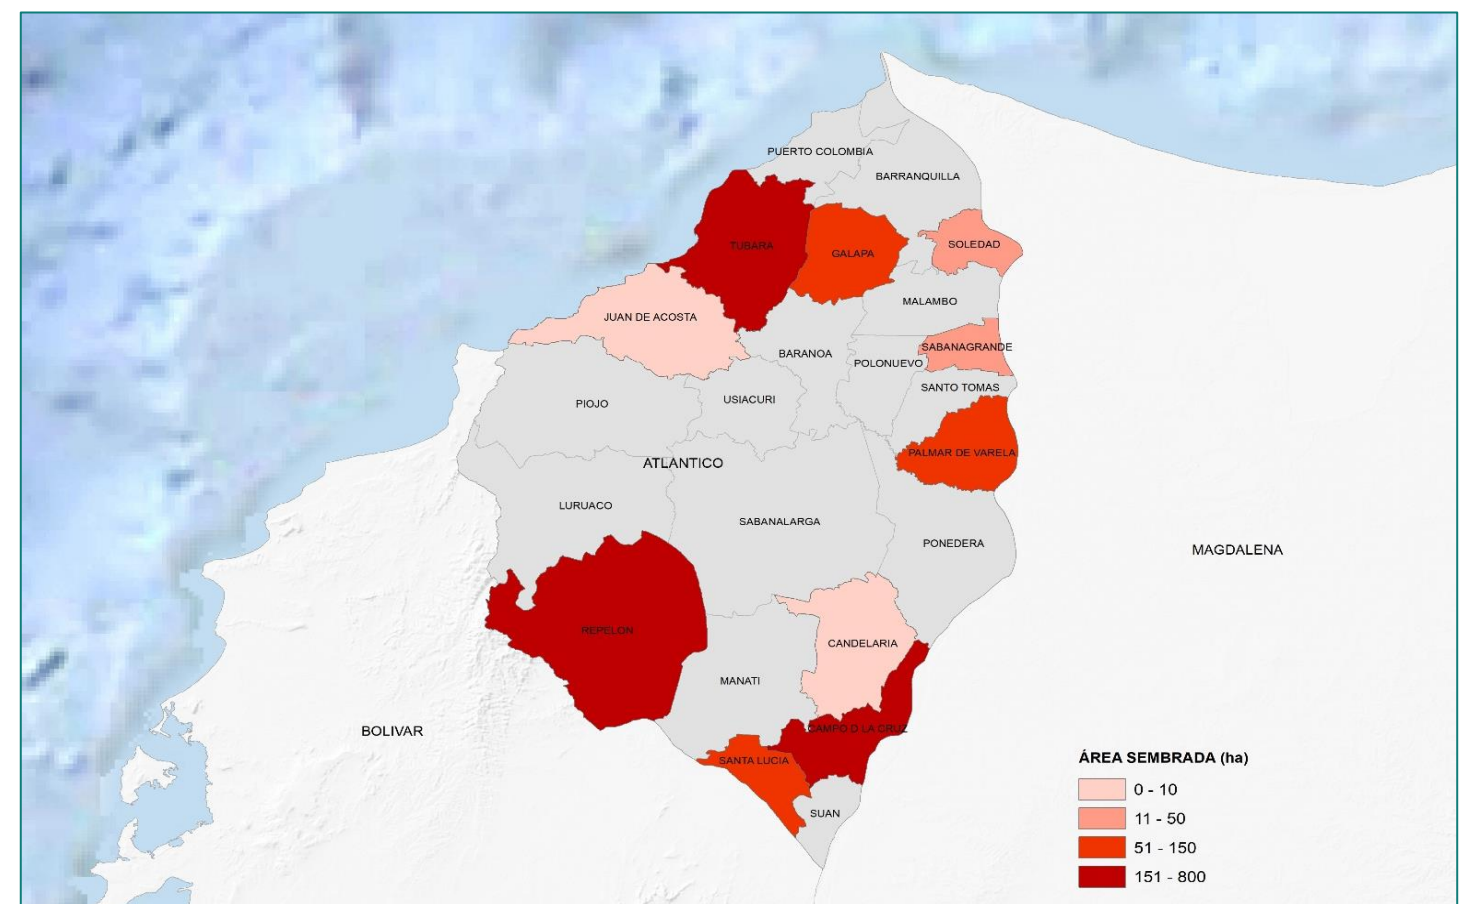 PUERTO COLOMBIA
BARRANQUILLA
TUBARA
GALAPA
SOLEDAD
MALAMBO
JUAN DE ACOSTA
SABANAGRANDE
BARANOA
POLONUEVO
SANTO TOMAS
USIACURI
PIOJO
PALMAR DE VARELA
ATLANTICO
LURUACO
SABANALARGA
PONEDERA
MAGDALENA
REPELON
CANDELARIA
MANATI
BOLIVAR
CAMPO D LA CRUZ
SANTA LUCIA
SUAN
ÁREA SEMBRADA (ha)
0 - 10
11 - 50
51 - 150
151 - 800